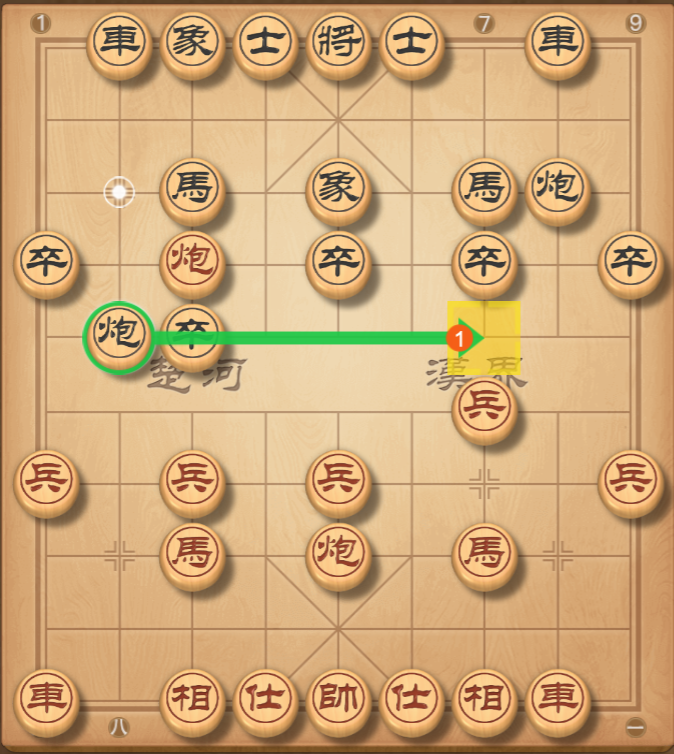 1 7 9
車 象 士 將 士 車
馬 象 馬 炮
卒 炮 卒 卒 卒
炮 卒 1
楚河 漢界
兵
兵 兵 兵 兵
馬 炮 馬
車 相 仕 帥 仕 相 車
八 一